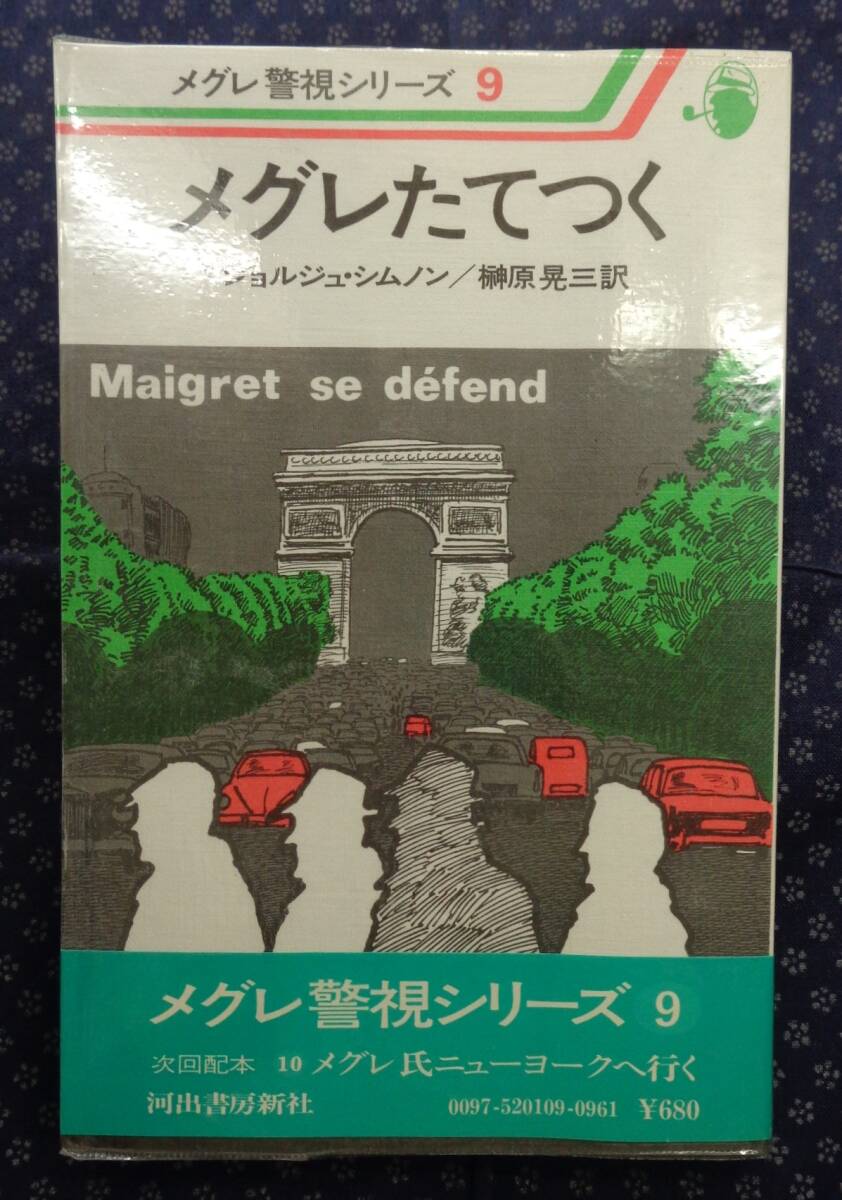 メグレ警視シリーズ 9
メグレたてつく
ジョルジュ・シムノン／榊原晃三訳
Maigret se défend
メグレ警視シリーズ 9
次回配本 10 メグレ氏ニューヨークへ行く
河出書房新社 0097-520109-0961 ¥680